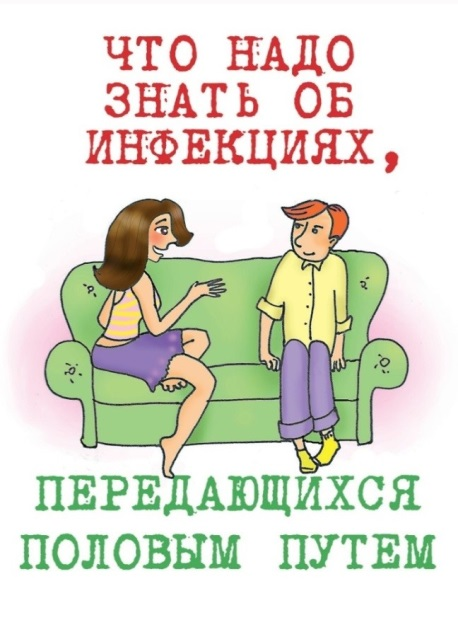 ЧТО НАДО
ЗНАТЬ ОБ
ИНФЕКЦИЯХ,
ПЕРЕДАЮЩИХСЯ
ПОЛОВЫМ ПУТЕМ